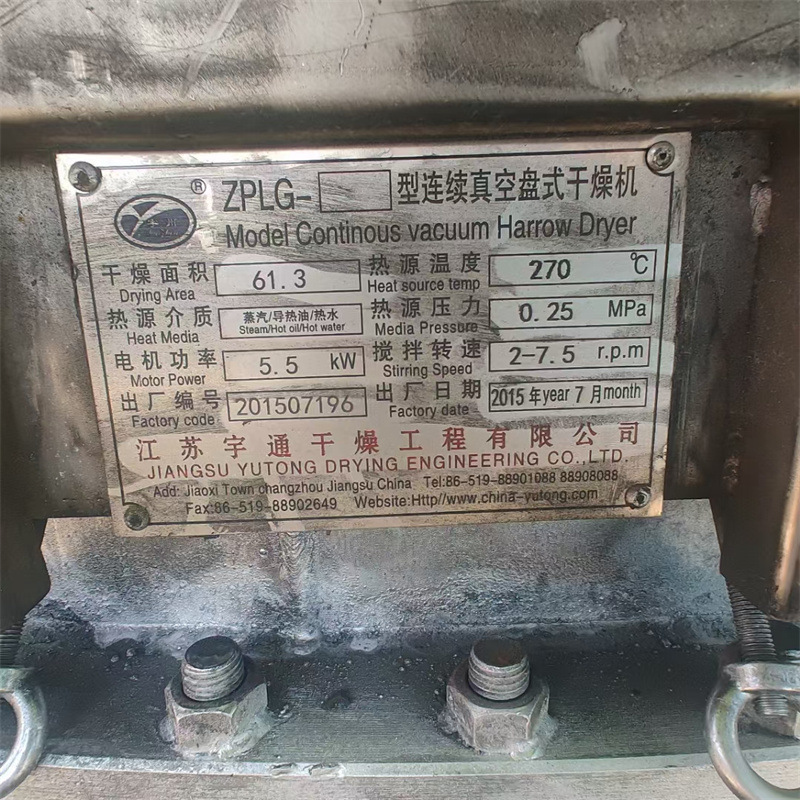 ® ZPLG- 型连续真空盘式干燥机
Model Continous vacuum Harrow Dryer
干燥面积 61.3 热源温度 270 ℃
Drying Area Heat source temp
热源介质 蒸汽/导热油/热水 热源压力 0.25 MPa
Heat Media Steam/Hot oil/Hot water Media Pressure
电机功率 5.5 kW 搅拌转速 2-7.5 r.p.m
Motor Power Stirring Speed
出厂编号 201507196 出厂日期 2015年year 7月month
Factory code Factory date
江苏宇通干燥工程有限公司
JIANGSU YUTONG DRYING ENGINEERING CO.,LTD.
Add: Jiaoxi Town changzhou Jiangsu China Tel:86-519-88901088 88908088
Fax:86-519-88902649 Website:Http//www.china-yutong.com